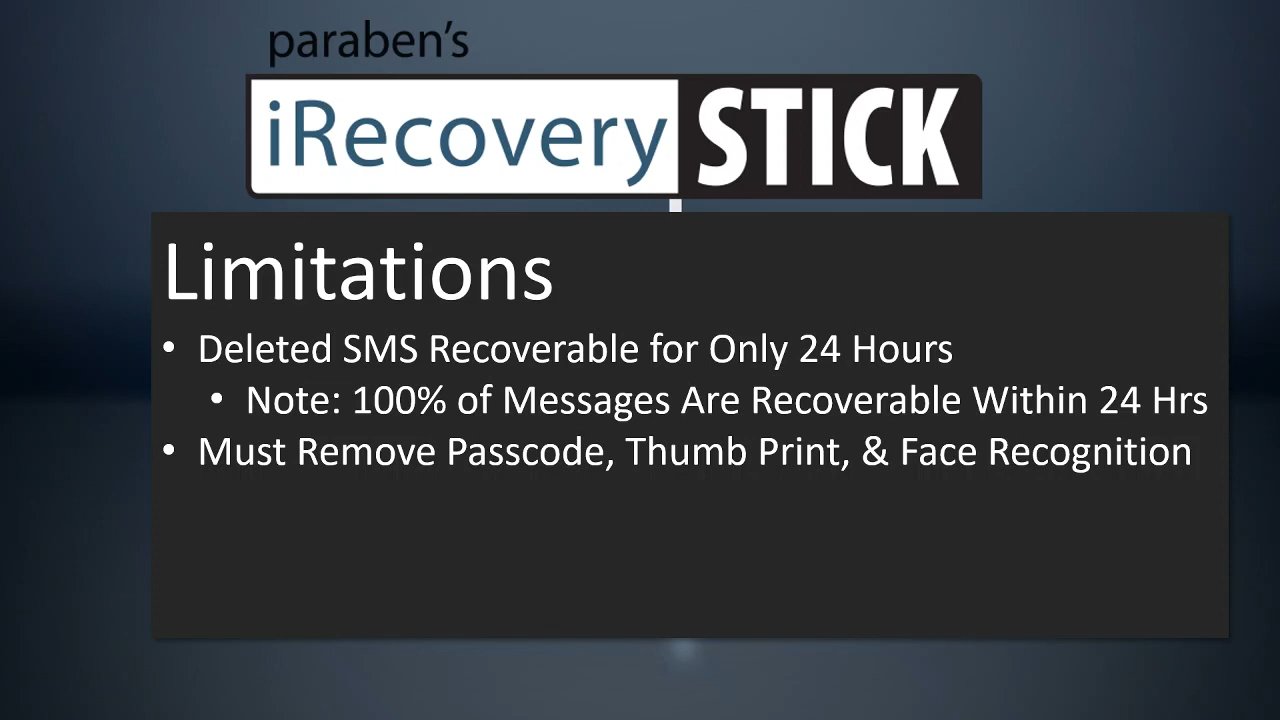 paraben's
iRecovery STICK
Limitations
• Deleted SMS Recoverable for Only 24 Hours
• Note: 100% of Messages Are Recoverable Within 24 Hrs
• Must Remove Passcode, Thumb Print, & Face Recognition